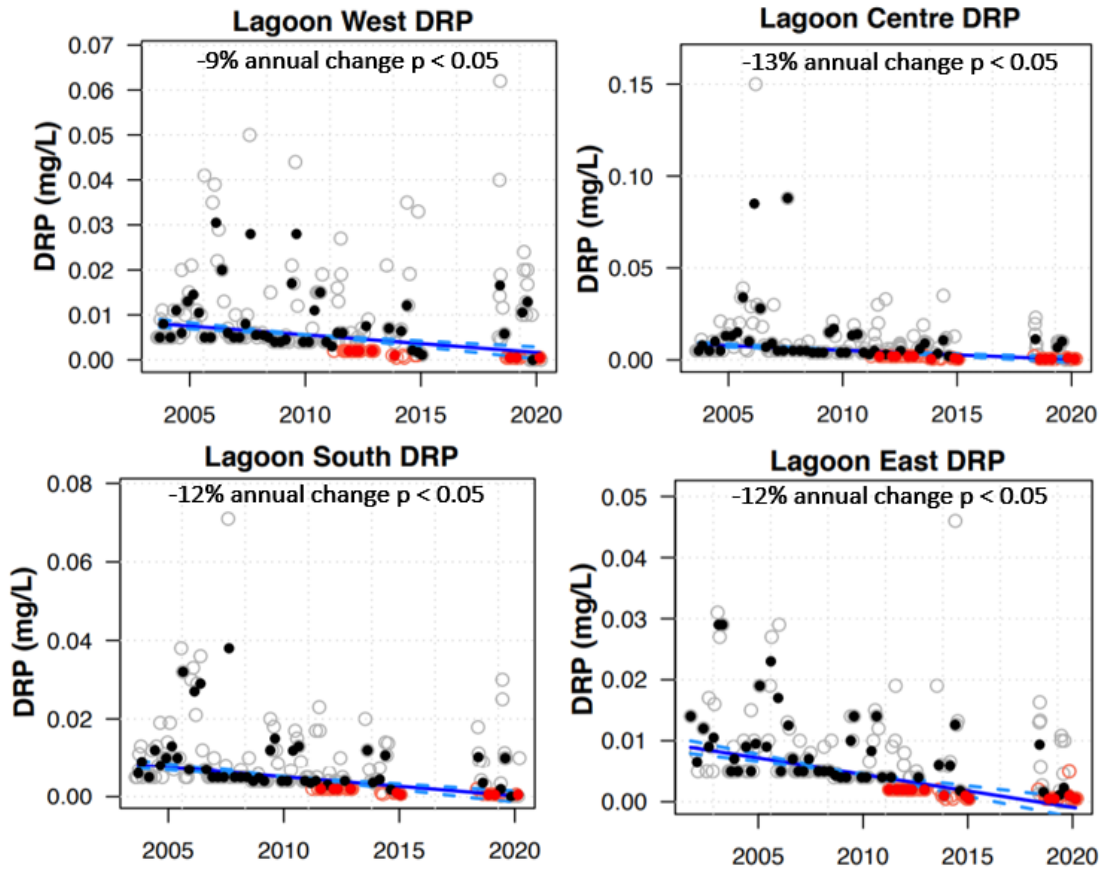 Lagoon West DRP
-9% annual change p < 0.05
DRP (mg/L)
0.07
0.06
0.05
0.04
0.03
0.02
0.01
0.00
2005 2010 2015 2020
Lagoon Centre DRP
-13% annual change p < 0.05
DRP (mg/L)
0.15
0.10
0.05
0.00
2005 2010 2015 2020
Lagoon South DRP
-12% annual change p < 0.05
DRP (mg/L)
0.08
0.06
0.04
0.02
0.00
2005 2010 2015 2020
Lagoon East DRP
-12% annual change p < 0.05
DRP (mg/L)
0.05
0.04
0.03
0.02
0.01
0.00
2005 2010 2015 2020